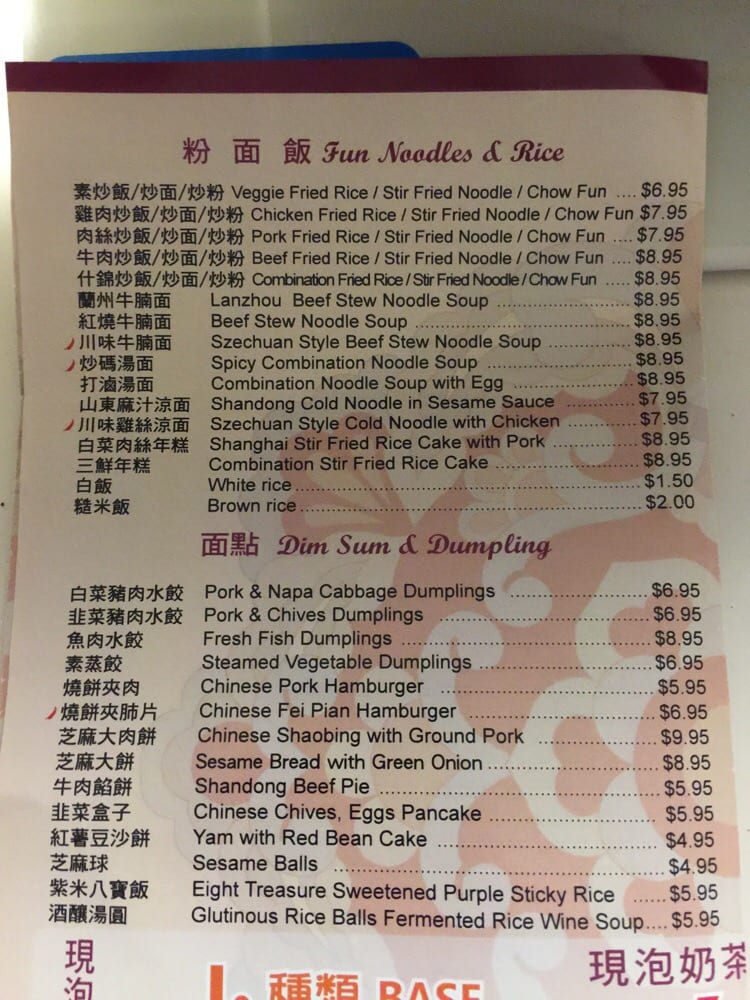 粉 面 飯 Fun Noodles & Rice
素炒飯/炒面/炒粉 Veggie Fried Rice / Stir Fried Noodle / Chow Fun .... $6.95
雞肉炒飯/炒面/炒粉 Chicken Fried Rice / Stir Fried Noodle / Chow Fun $7.95
肉絲炒飯/炒面/炒粉 Pork Fried Rice / Stir Fried Noodle / Chow Fun .... $7.95
牛肉炒飯/炒面/炒粉 Beef Fried Rice / Stir Fried Noodle / Chow Fun ... $8.95
什錦炒飯/炒面/炒粉 Combination Fried Rice / Stir Fried Noodle / Chow Fun ..... $8.95
蘭州牛腩面 Lanzhou Beef Stew Noodle Soup ........................ $8.95
紅燒牛腩面 Beef Stew Noodle Soup ..................................... $8.95
川味牛腩面 Szechuan Style Beef Stew Noodle Soup ............. $8.95
炒碼湯面 Spicy Combination Noodle Soup ......................... $8.95
打滷湯面 Combination Noodle Soup with Egg .................... $8.95
山東麻汁涼面 Shandong Cold Noodle in Sesame Sauce ........... $7.95
川味雞絲涼面 Szechuan Style Cold Noodle with Chicken .......... $7.95
白菜肉絲年糕 Shanghai Stir Fried Rice Cake with Pork ............. $8.95
三鮮年糕 Combination Stir Fried Rice Cake ........................ $8.95
白飯 White rice ......................................................... $1.50
糙米飯 Brown rice ........................................................ $2.00
面點 Dim Sum & Dumpling
白菜豬肉水餃 Pork & Napa Cabbage Dumplings ...................... $6.95
韭菜豬肉水餃 Pork & Chives Dumplings ................................. $6.95
魚肉水餃 Fresh Fish Dumplings ....................................... $8.95
素蒸餃 Steamed Vegetable Dumplings ........................... $6.95
燒餅夾肉 Chinese Pork Hamburger ................................... $5.95
燒餅夾肺片 Chinese Fei Pian Hamburger ............................... $6.95
芝麻大肉餅 Chinese Shaobing with Ground Pork .................. $9.95
芝麻大餅 Sesame Bread with Green Onion .......................... $8.95
牛肉餡餅 Shandong Beef Pie ............................................ $5.95
韭菜盒子 Chinese Chives, Eggs Pancake .......................... $5.95
紅薯豆沙餅 Yam with Red Bean Cake .................................. $4.95
芝麻球 Sesame Balls .................................................. $4.95
紫米八寶飯 Eight Treasure Sweetened Purple Sticky Rice ...... $5.95
酒釀湯圓 Glutinous Rice Balls Fermented Rice Wine Soup.... $5.95
現泡
現泡奶茶
1. 種類 BASE